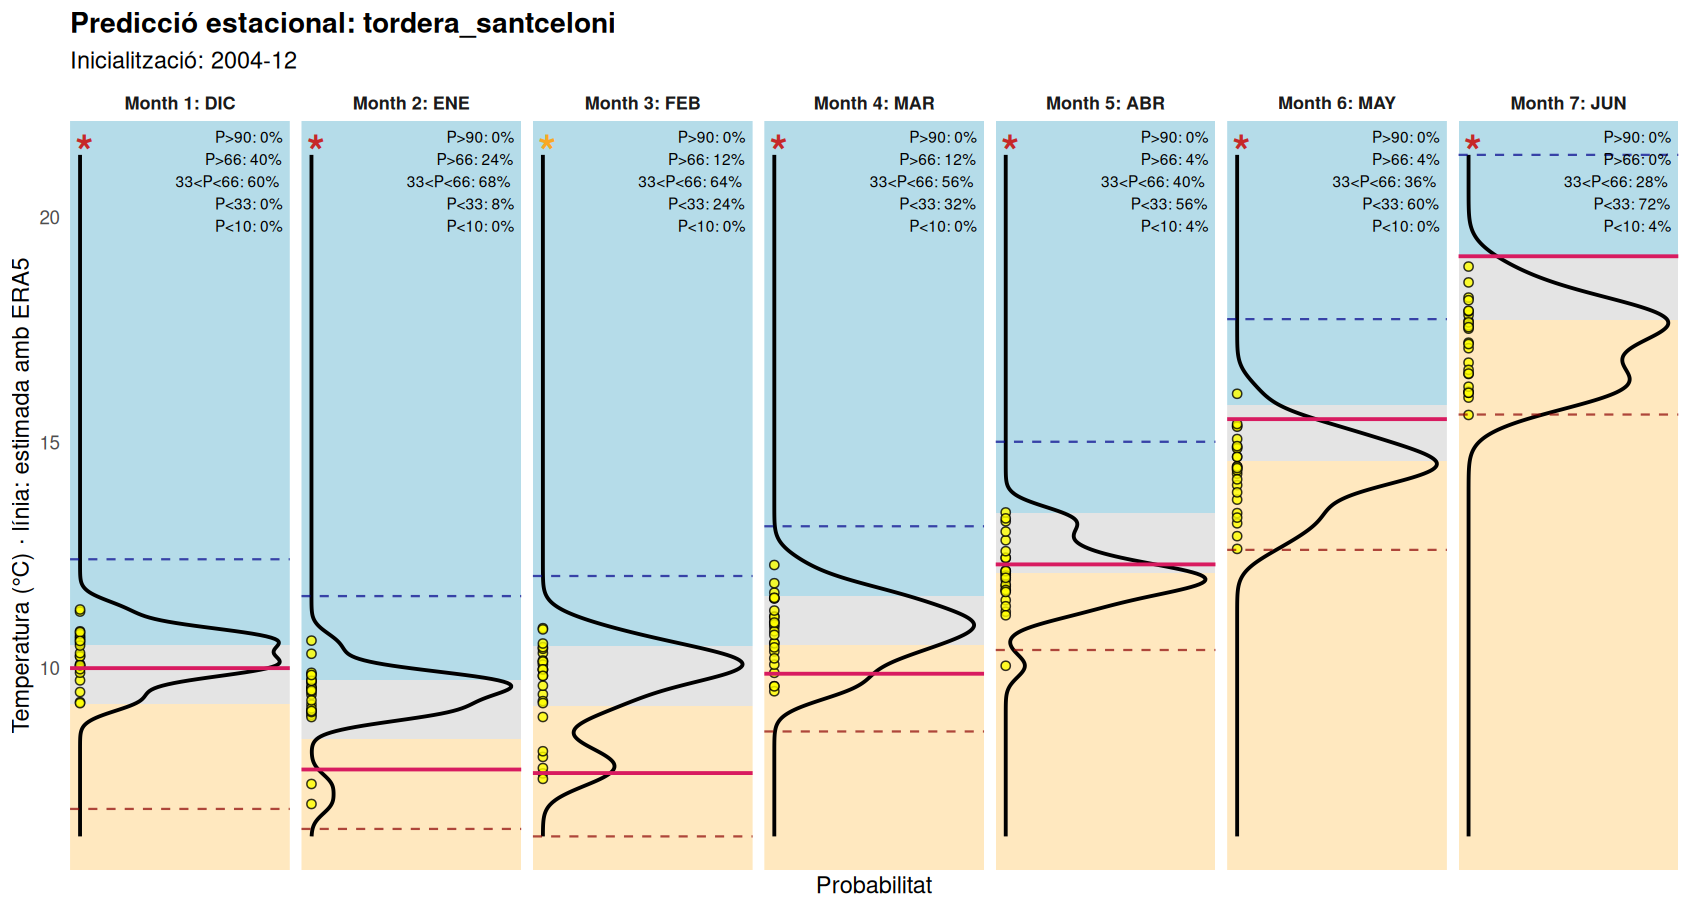 Predicció estacional: tordera_santceloni
Inicialització: 2004-12
Month 1: DIC
P>90: 0%
P>66: 40%
33<P<66: 60%
P<33: 0%
P<10: 0%
Month 2: ENE
P>90: 0%
P>66: 24%
33<P<66: 68%
P<33: 8%
P<10: 0%
Month 3: FEB
P>90: 0%
P>66: 12%
33<P<66: 64%
P<33: 24%
P<10: 0%
Month 4: MAR
P>90: 0%
P>66: 12%
33<P<66: 56%
P<33: 32%
P<10: 0%
Month 5: ABR
P>90: 0%
P>66: 4%
33<P<66: 40%
P<33: 56%
P<10: 4%
Month 6: MAY
P>90: 0%
P>66: 4%
33<P<66: 36%
P<33: 60%
P<10: 0%
Month 7: JUN
P>90: 0%
P>66: 0%
33<P<66: 28%
P<33: 72%
P<10: 4%
20
15
10
Temperatura (°C) · línia: estimada amb ERA5
Probabilitat